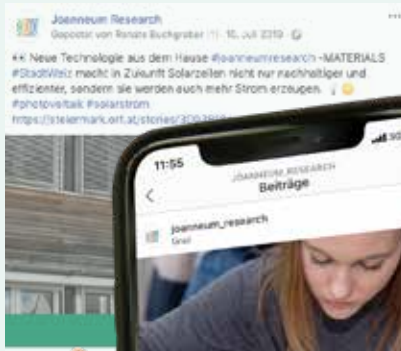 Joanneum Research
Gepostet von Renate Buchgraber · 10. Juli 2019
Neue Technologie aus dem Hause #joanneumresearch -MATERIALS
#StadtWeiz macht in Zukunft Solarzellen nicht nur nachhaltiger und
effizienter, sondern sie werden auch mehr Strom erzeugen.
#photovoltaik #solarstrom
https://steiermark.orf.at/stories/
11:55
JOANNEUM_RESEARCH
Beiträge
joanneum_research
Graz